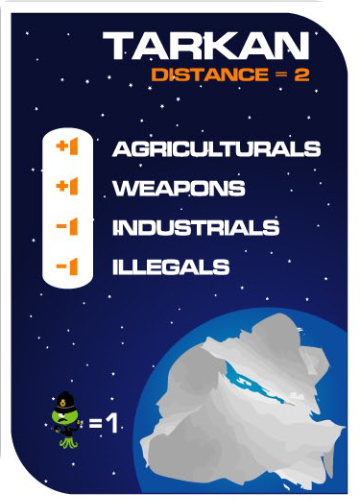 TARKAN
DISTANCE = 2
+1 AGRICULTURALS
+1 WEAPONS
-1 INDUSTRIALS
-1 ILLEGALS
=1